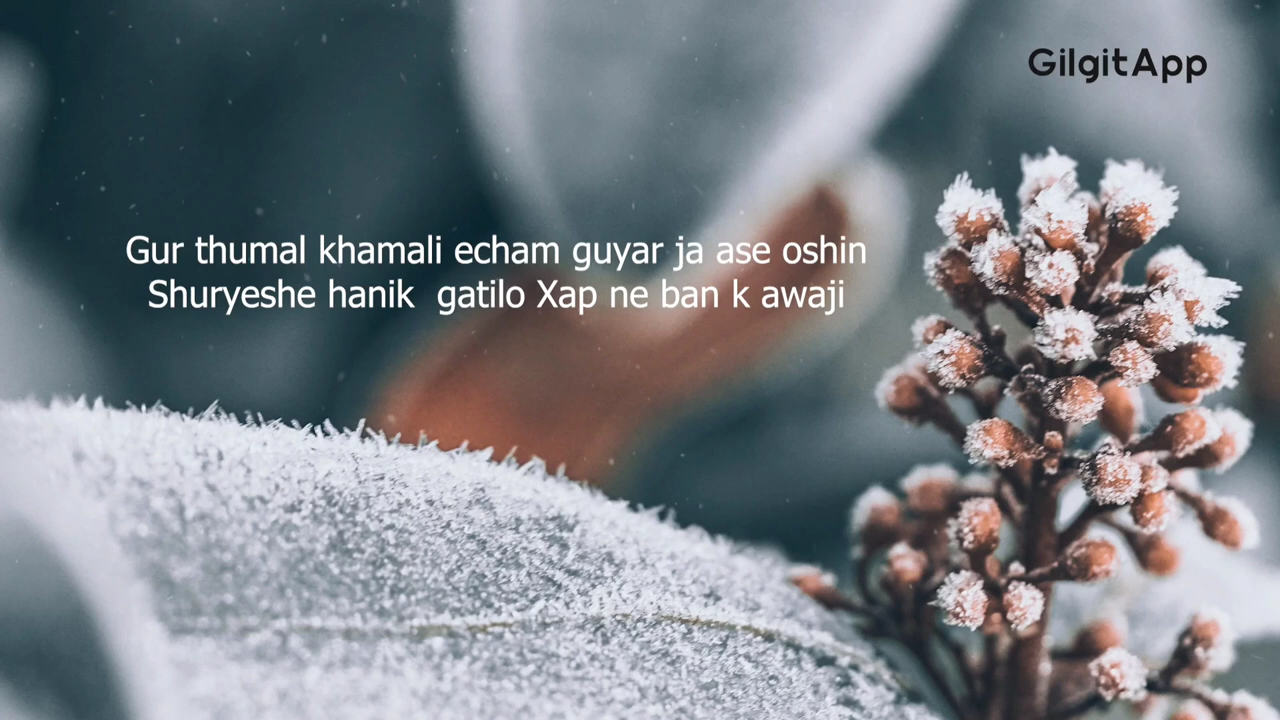 GilgitApp
Gur thumal khamali echam guyar ja ase oshin
Shuryeshe hanik  gatilo Xap ne ban k awaji